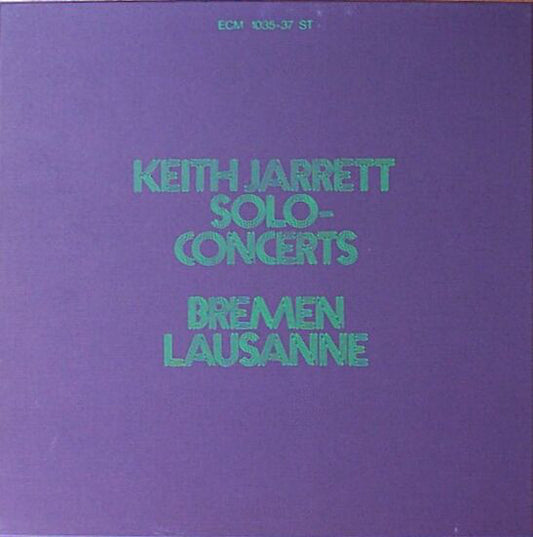 ECM 1035-37 ST
KEITH JARRETT
SOLO-
CONCERTS
BREMEN
LAUSANNE